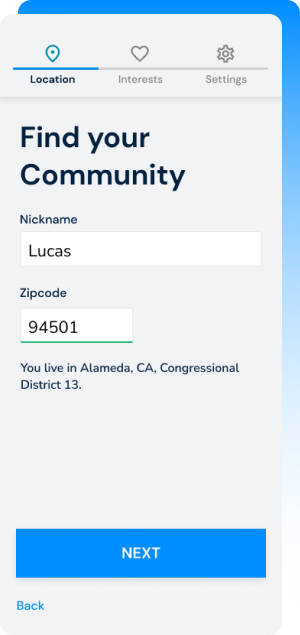 Location Interests Settings
Find your
Community
Nickname
Lucas
Zipcode
94501
You live in Alameda, CA, Congressional
District 13.
NEXT
Back